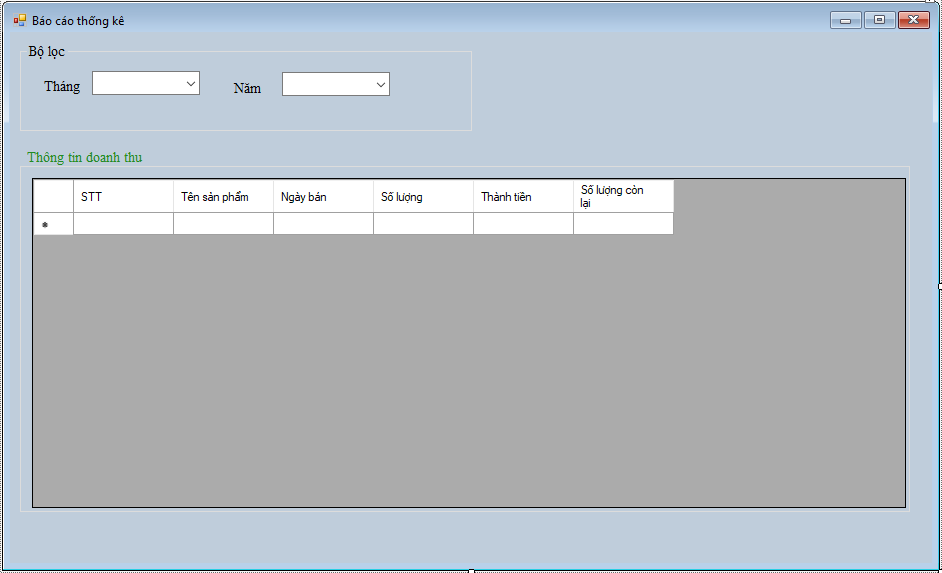 Báo cáo thống kê
Bộ lọc
Tháng
Năm
Thông tin doanh thu
STT
Tên sản phẩm
Ngày bán
Số lượng
Thành tiền
Số lượng còn
lại